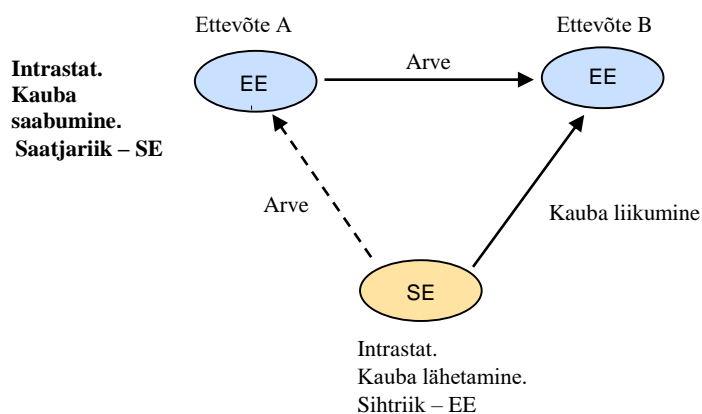 Ettevõte A
Ettevõte B
Intrastat.
Kauba
saabumine.
Saatjariik – SE
EE
Arve
EE
Arve
Kauba liikumine
SE
Intrastat.
Kauba lähetamine.
Sihtriik – EE